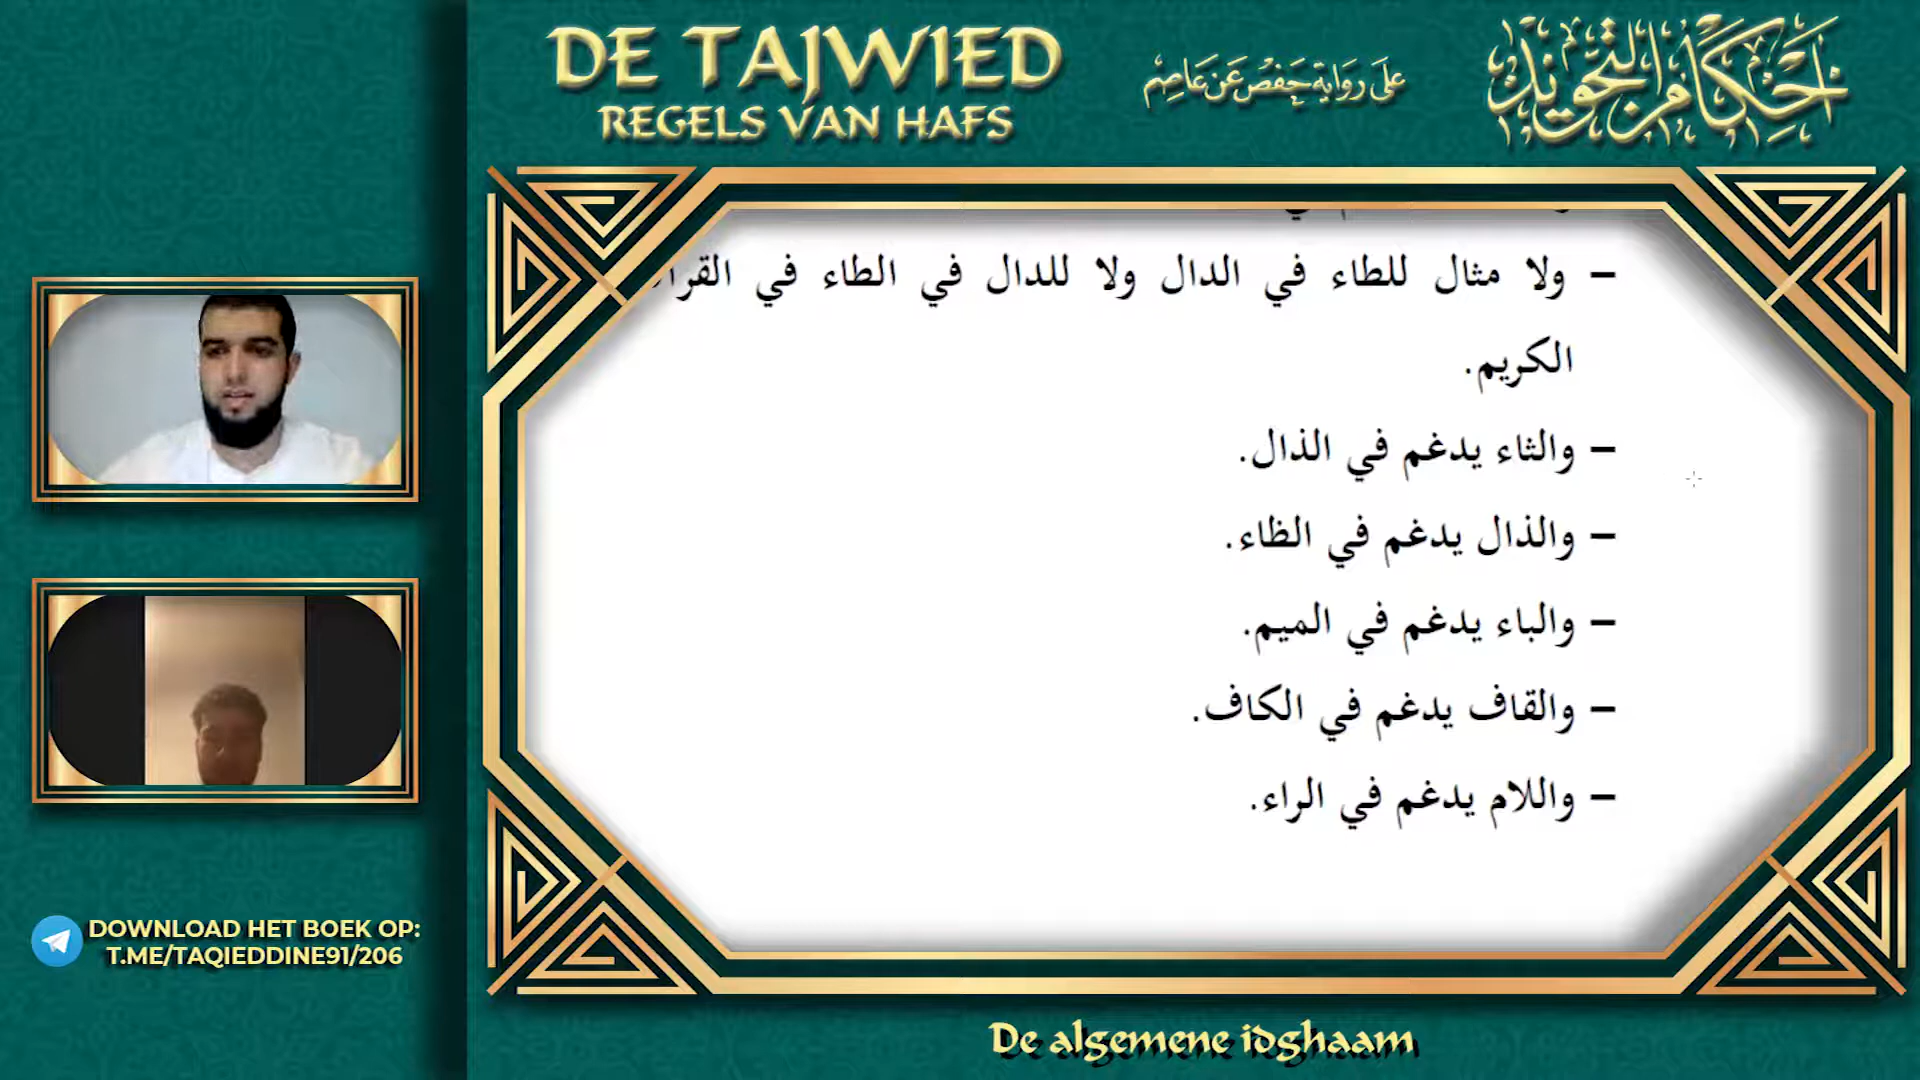 DE TAJWIED
REGELS VAN HAFS
على رواية حفص عن عاصم
أحكام التجويد
– ولا مثال للطاء في الدال ولا للدال في الطاء في
الكريم.
– والثاء يدغم في الذال.
– والذال يدغم في الظاء.
– والباء يدغم في الميم.
– والقاف يدغم في الكاف.
– واللام يدغم في الراء.
DOWNLOAD HET BOEK OP:
T.ME/TAQIEDDINE91/206
De algemene idghaam